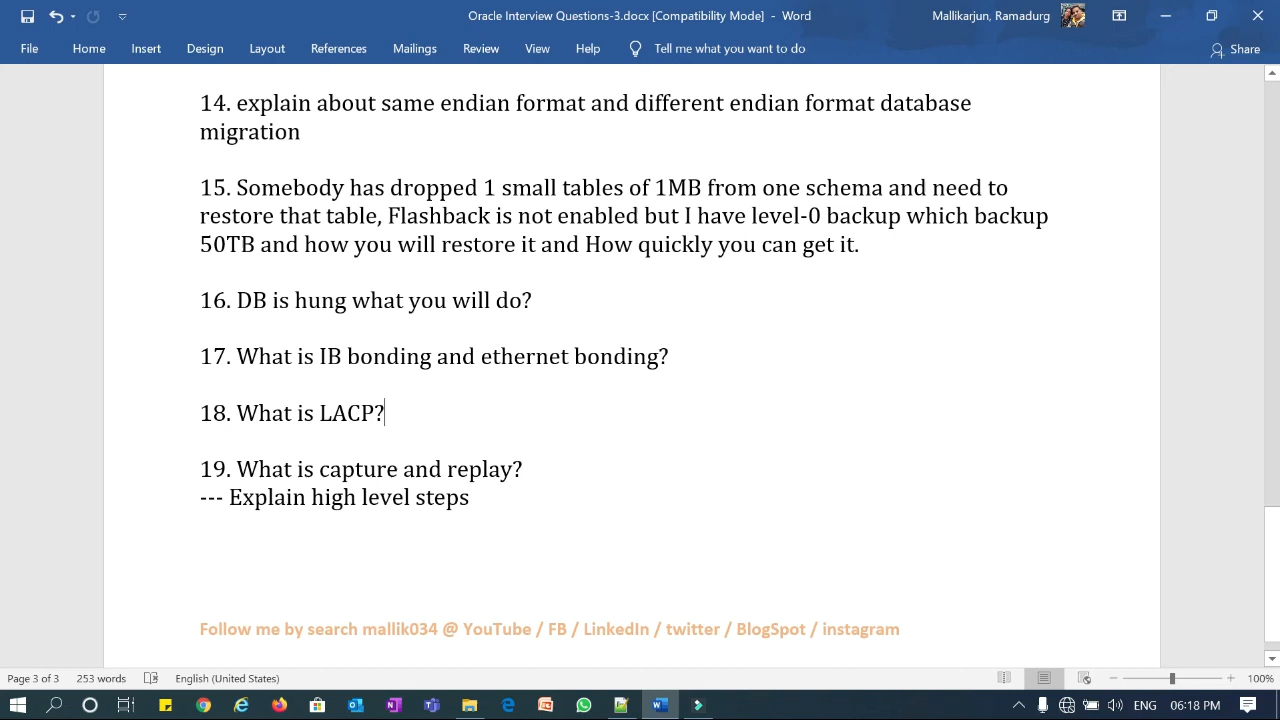 Oracle Interview Questions-3.docx [Compatibility Mode] - Word
Mallikarjun, Ramadurg
File Home Insert Design Layout References Mailings Review View Help Tell me what you want to do Share
14. explain about same endian format and different endian format database
migration
15. Somebody has dropped 1 small tables of 1MB from one schema and need to
restore that table, Flashback is not enabled but I have level-0 backup which backup
50TB and how you will restore it and How quickly you can get it.
16. DB is hung what you will do?
17. What is IB bonding and ethernet bonding?
18. What is LACP?
19. What is capture and replay?
--- Explain high level steps
Follow me by search mallik034 @ YouTube / FB / LinkedIn / twitter / BlogSpot / instagram
Page 3 of 3 253 words English (United States) 100%
ENG 06:18 PM